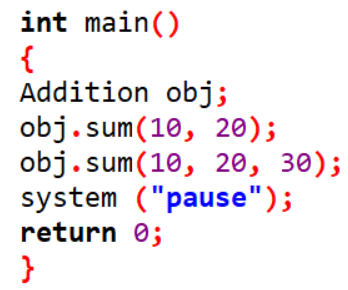 int main()
{
Addition obj;
obj.sum(10, 20);
obj.sum(10, 20, 30);
system ("pause");
return 0;
}